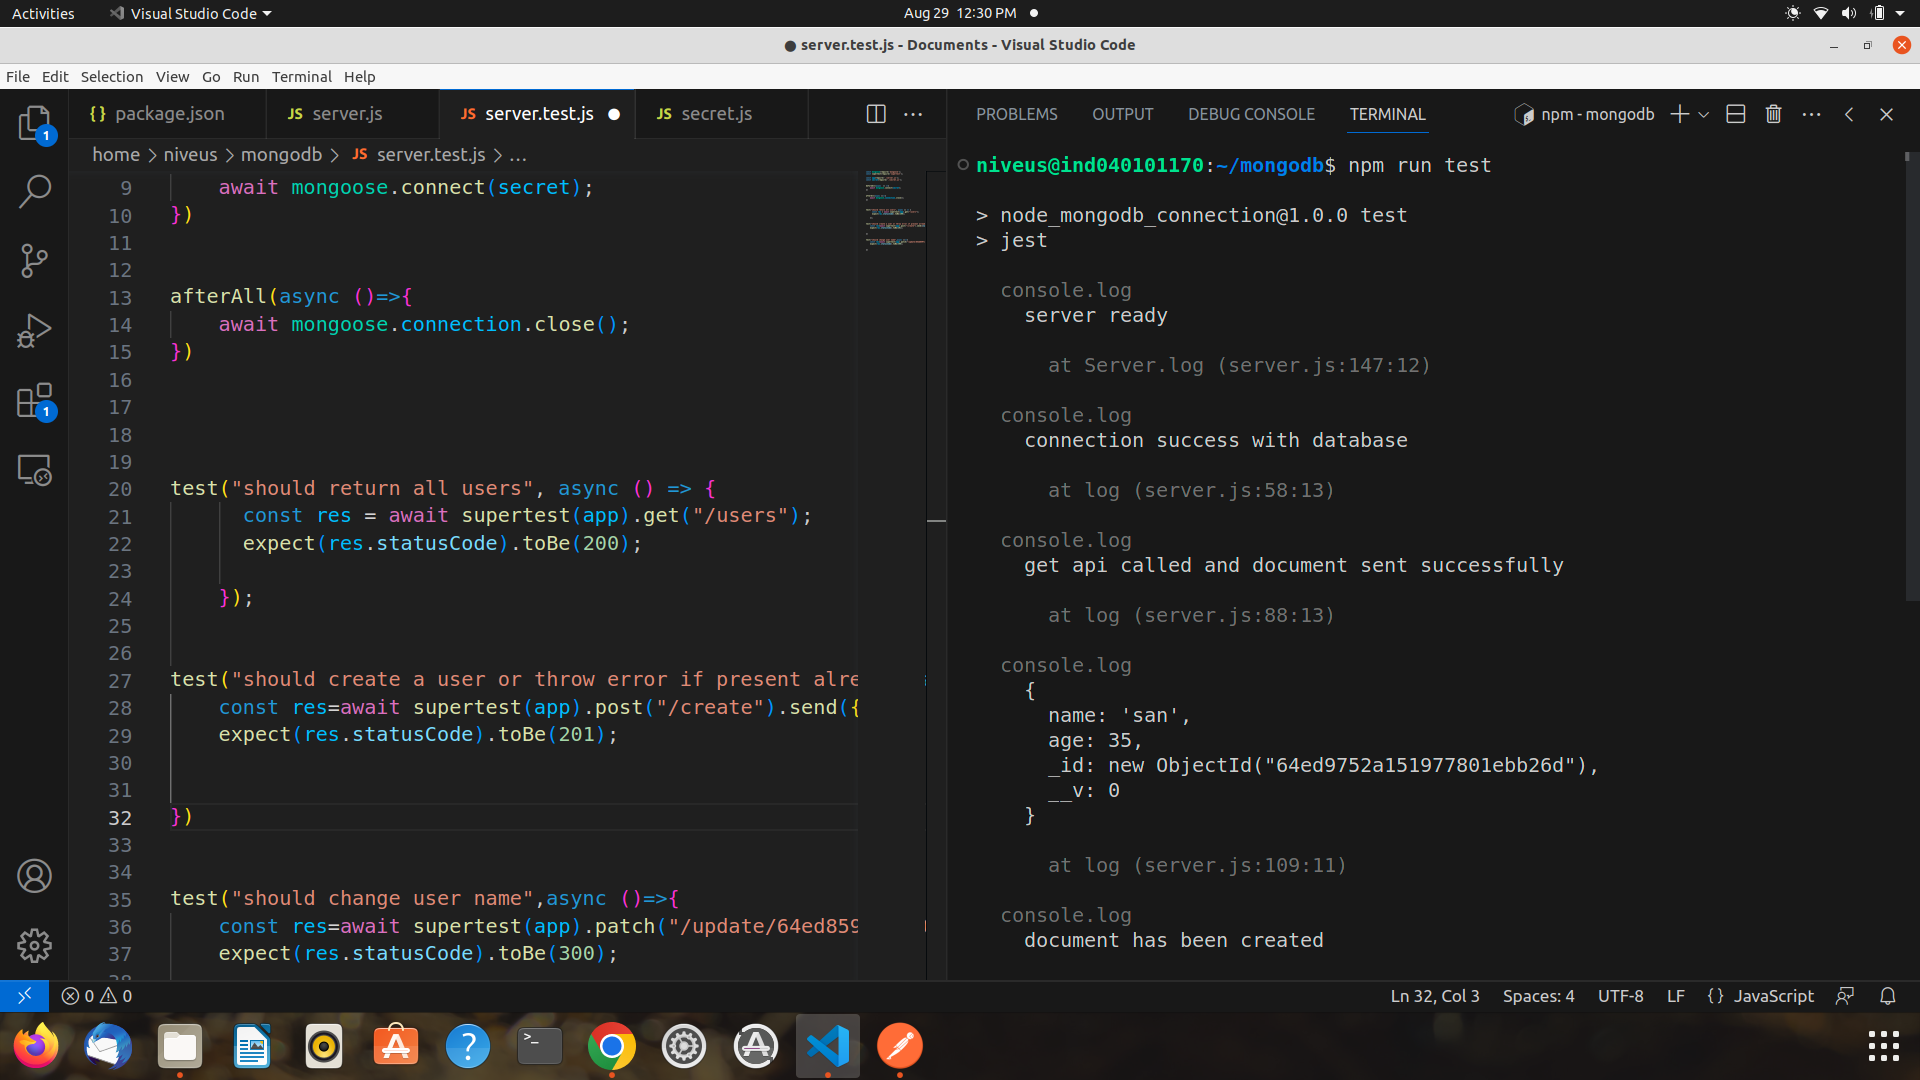 Activities
Visual Studio Code
Aug 29 12:30 PM
● server.test.js - Documents - Visual Studio Code
File Edit Selection View Go Run Terminal Help
{} package.json
JS server.js
JS server.test.js
JS secret.js
home > niveus > mongodb > JS server.test.js > ...
9 await mongoose.connect(secret);
10 })
11
12
13 afterAll(async ()=>{
14 await mongoose.connection.close();
15 })
16
17
18
19
20 test("should return all users", async () => {
21 const res = await supertest(app).get("/users");
22 expect(res.statusCode).toBe(200);
23
24 });
25
26
27 test("should create a user or throw error if present alre
28 const res=await supertest(app).post("/create").send({
29 expect(res.statusCode).toBe(201);
30
31
32 })
33
34
35 test("should change user name",async ()=>{
36 const res=await supertest(app).patch("/update/64ed859
37 expect(res.statusCode).toBe(300);
1
1
PROBLEMS OUTPUT DEBUG CONSOLE TERMINAL
npm - mongodb
niveus@ind040101170:~/mongodb$ npm run test
> node_mongodb_connection@1.0.0 test
> jest
console.log
server ready
at Server.log (server.js:147:12)
console.log
connection success with database
at log (server.js:58:13)
console.log
get api called and document sent successfully
at log (server.js:88:13)
console.log
{
name: 'san',
age: 35,
_id: new ObjectId("64ed9752a151977801ebb26d"),
__v: 0
}
at log (server.js:109:11)
console.log
document has been created
0 0
Ln 32, Col 3 Spaces: 4 UTF-8 LF {} JavaScript